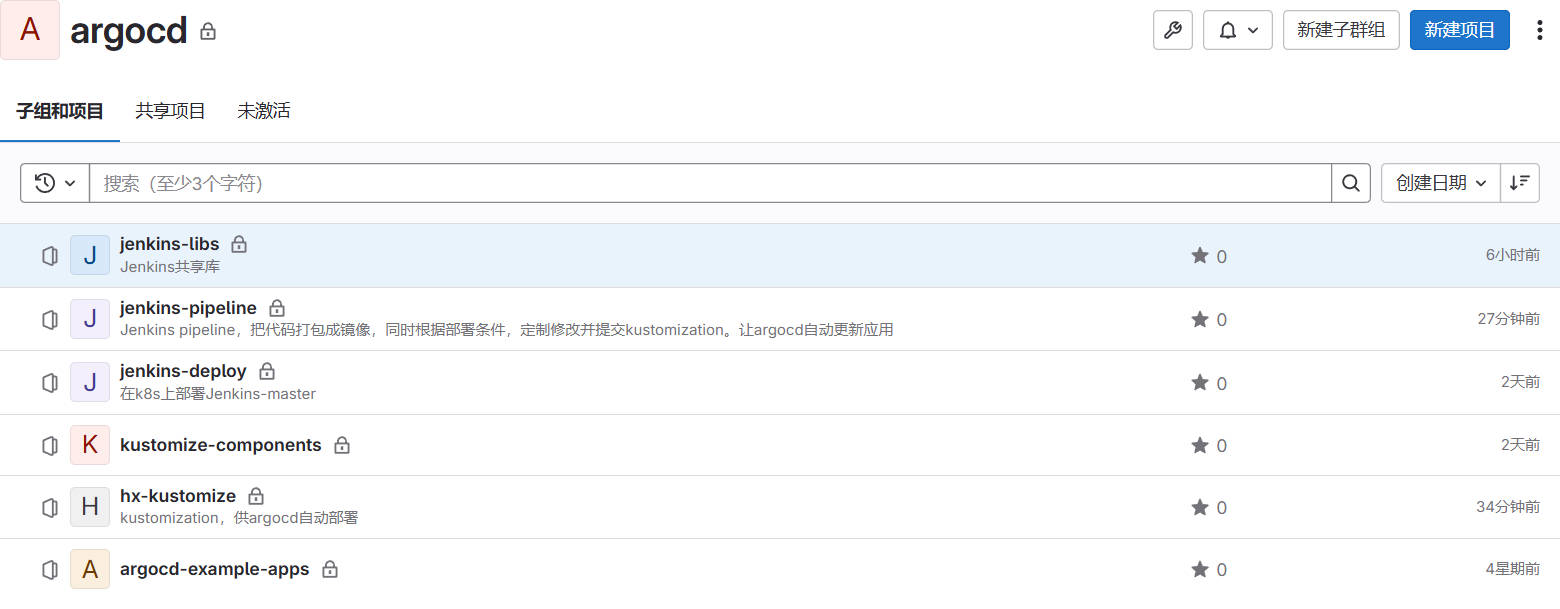 A argocd 新建子群组 新建项目
子组和项目 共享项目 未激活
搜索（至少3个字符） 创建日期
J jenkins-libs 0 6小时前
Jenkins共享库
J jenkins-pipeline 0 27分钟前
Jenkins pipeline，把代码打包成镜像，同时根据部署条件，定制修改并提交kustomization。让argocd自动更新应用
J jenkins-deploy 0 2天前
在k8s上部署Jenkins-master
K kustomize-components 0 2天前
H hx-kustomize 0 34分钟前
kustomization，供argocd自动部署
A argocd-example-apps 0 4星期前